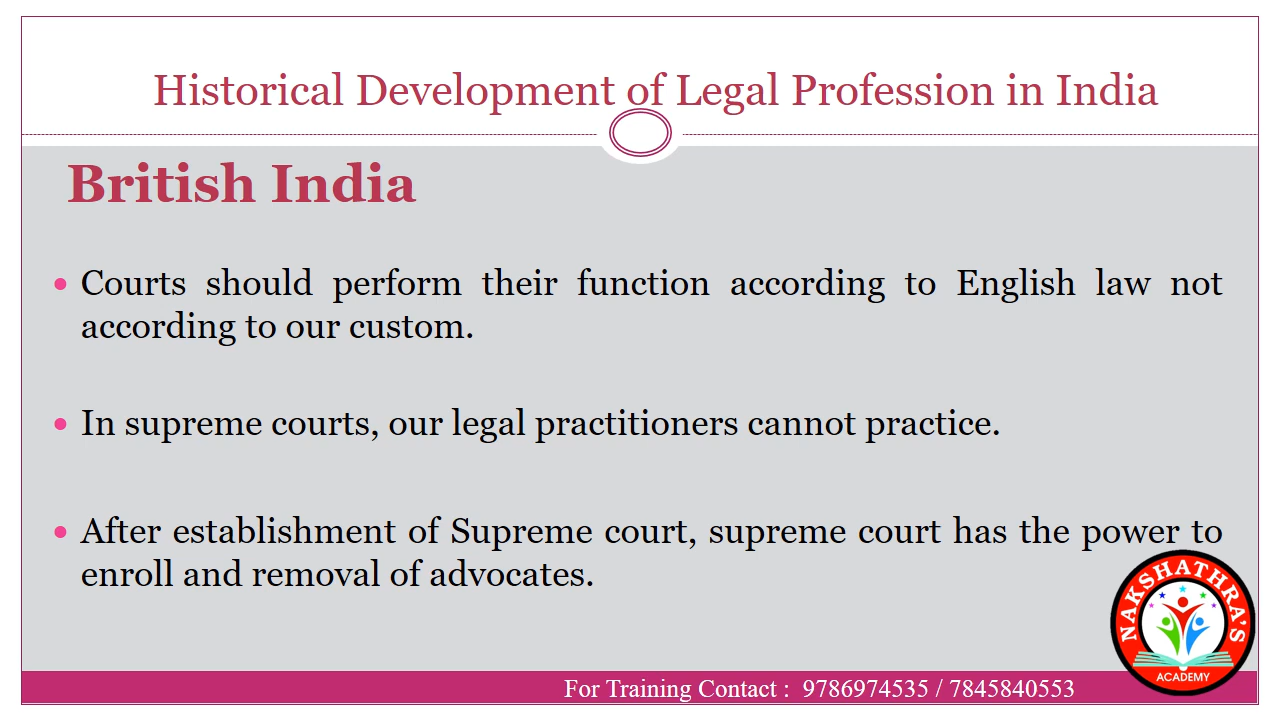 Historical Development of Legal Profession in India
British India
• Courts should perform their function according to English law not
according to our custom.
• In supreme courts, our legal practitioners cannot practice.
• After establishment of Supreme court, supreme court has the power to
enroll and removal of advocates.
NAKSHATHRA'S
ACADEMY
For Training Contact : 9786974535 / 7845840553